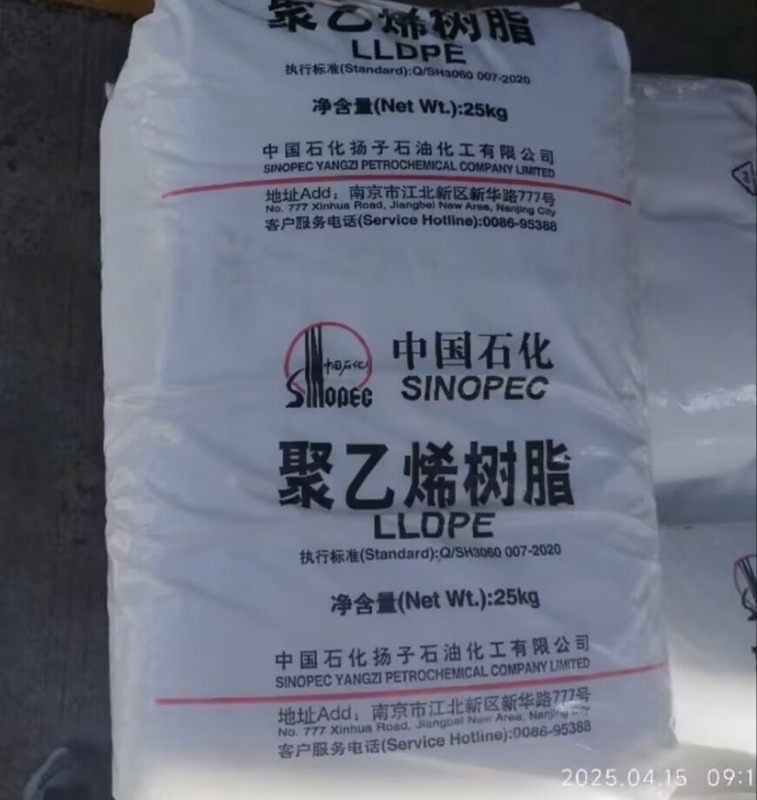 聚乙烯树脂
LLDPE
执行标准(Standard):Q/SH3060 007-2020
净含量(Net Wt.):25kg
中国石化扬子石油化工有限公司
SINOPEC YANGZI PETROCHEMICAL COMPANY LIMITED
地址Add: 南京市江北新区新华路777号
No. 777 Xinhua Road, Jiangbei New Area, Nanjing City
客户服务电话(Service Hotline):0086-95388
中国石化
SINOPEC
中国石化
SINOPEC
聚乙烯树脂
LLDPE
执行标准(Standard):Q/SH3060 007-2020
净含量(Net Wt.):25kg
中国石化扬子石油化工有限公司
SINOPEC YANGZI PETROCHEMICAL COMPANY LIMITED
地址Add: 南京市江北新区新华路777号
No. 777 Xinhua Road, Jiangbei New Area, Nanjing City
客户服务电话(Service Hotline):0086-95388
2025.04.15 09:1